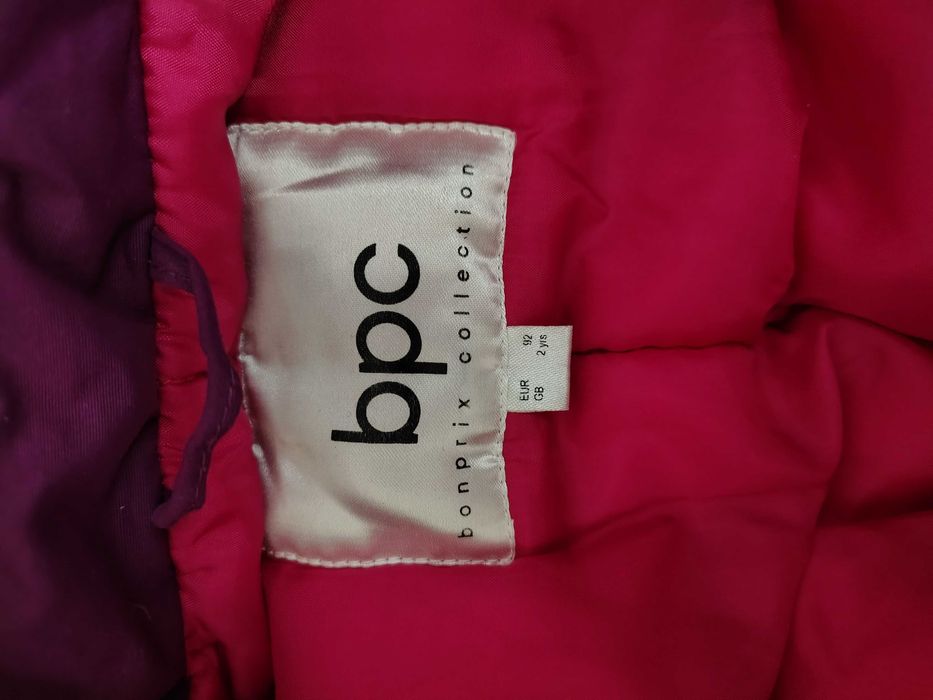 bpc
bonprix collection
EUR 92
GB 2 yrs